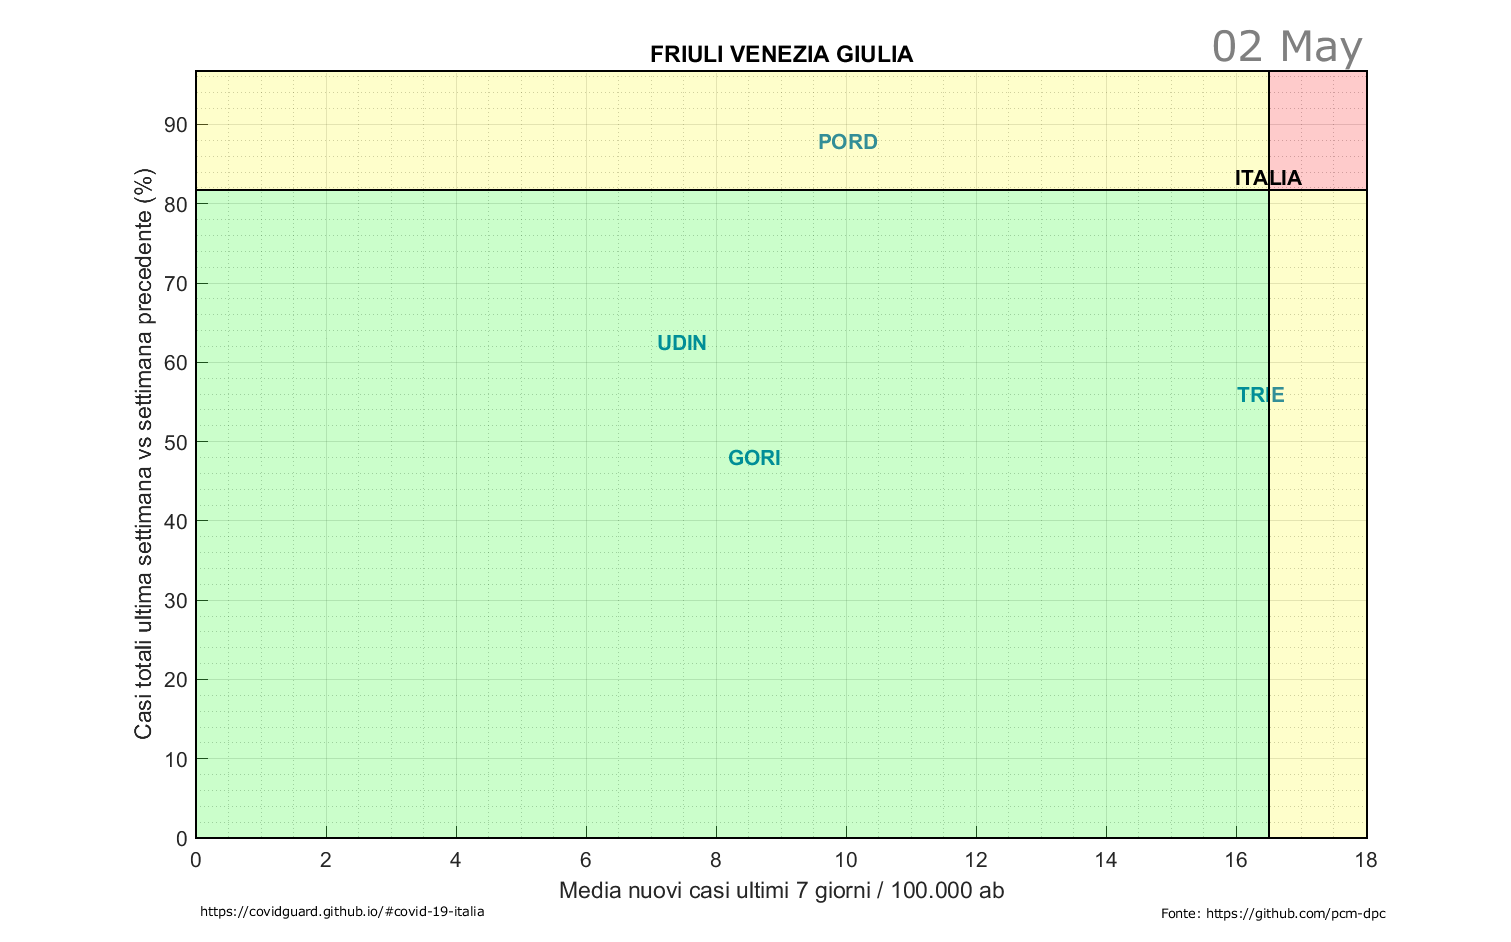 02 May
FRIULI VENEZIA GIULIA
90
80
70
60
50
40
30
20
10
0
Casi totali ultima settimana vs settimana precedente (%)
PORD
ITALIA
UDIN
TRIE
GORI
0 2 4 6 8 10 12 14 16 18
Media nuovi casi ultimi 7 giorni / 100.000 ab
https://covidguard.github.io/#covid-19-italia
Fonte: https://github.com/pcm-dpc